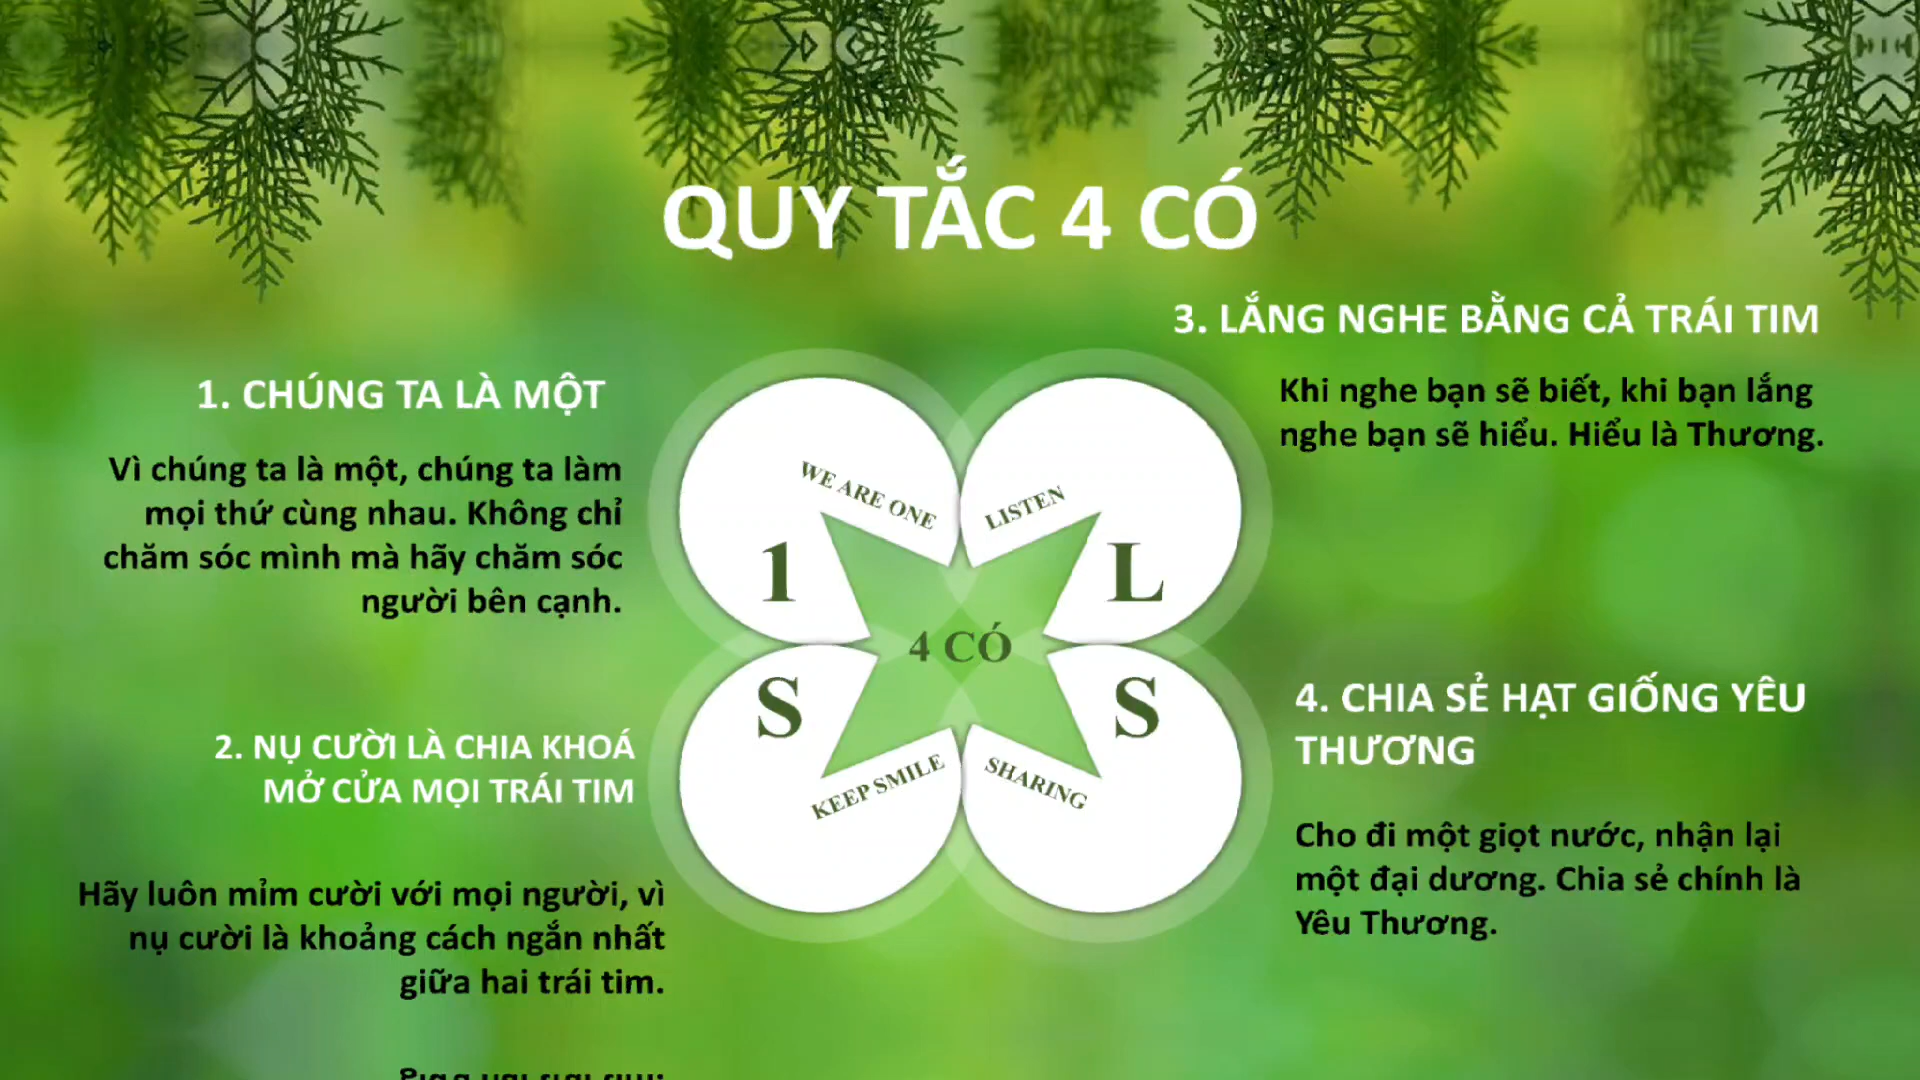 QUY TẮC 4 CÓ
1. CHÚNG TA LÀ MỘT
Vì chúng ta là một, chúng ta làm
mọi thứ cùng nhau. Không chỉ
chăm sóc mình mà hãy chăm sóc
người bên cạnh.
2. NỤ CƯỜI LÀ CHIA KHOÁ
MỞ CỬA MỌI TRÁI TIM
Hãy luôn mỉm cười với mọi người, vì
nụ cười là khoảng cách ngắn nhất
giữa hai trái tim.
WE ARE ONE
1
LISTEN
L
4 CÓ
S
KEEP SMILE
S
SHARING
3. LẮNG NGHE BẰNG CẢ TRÁI TIM
Khi nghe bạn sẽ biết, khi bạn lắng
nghe bạn sẽ hiểu. Hiểu là Thương.
4. CHIA SẺ HẠT GIỐNG YÊU
THƯƠNG
Cho đi một giọt nước, nhận lại
một đại dương. Chia sẻ chính là
Yêu Thương.